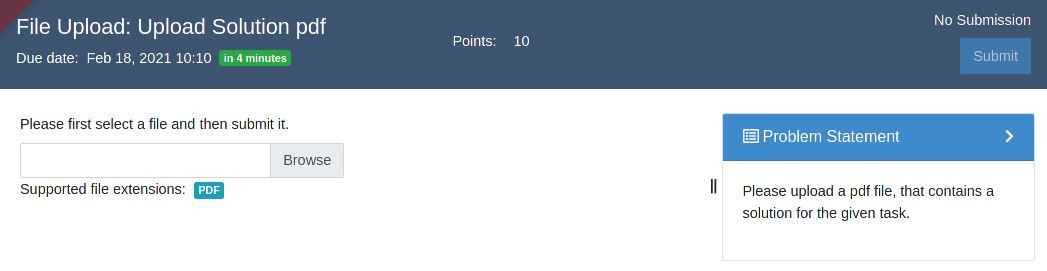 File Upload: Upload Solution pdf
Due date: Feb 18, 2021 10:10 in 4 minutes
Points: 10
No Submission
Submit
Please first select a file and then submit it.
Browse
Supported file extensions: PDF
Problem Statement
Please upload a pdf file, that contains a
solution for the given task.